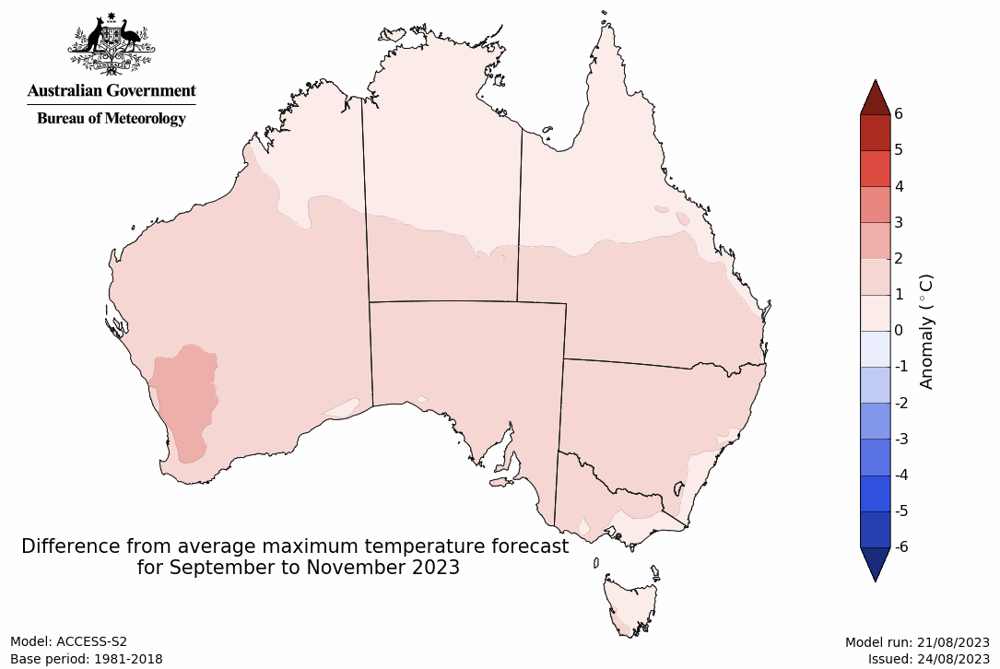 Australian Government
Bureau of Meteorology
6
5
4
3
2
1
0
-1
-2
-3
-4
-5
-6
Anomaly (°C)
Difference from average maximum temperature forecast
for September to November 2023
Model: ACCESS-S2
Base period: 1981-2018
Model run: 21/08/2023
Issued: 24/08/2023